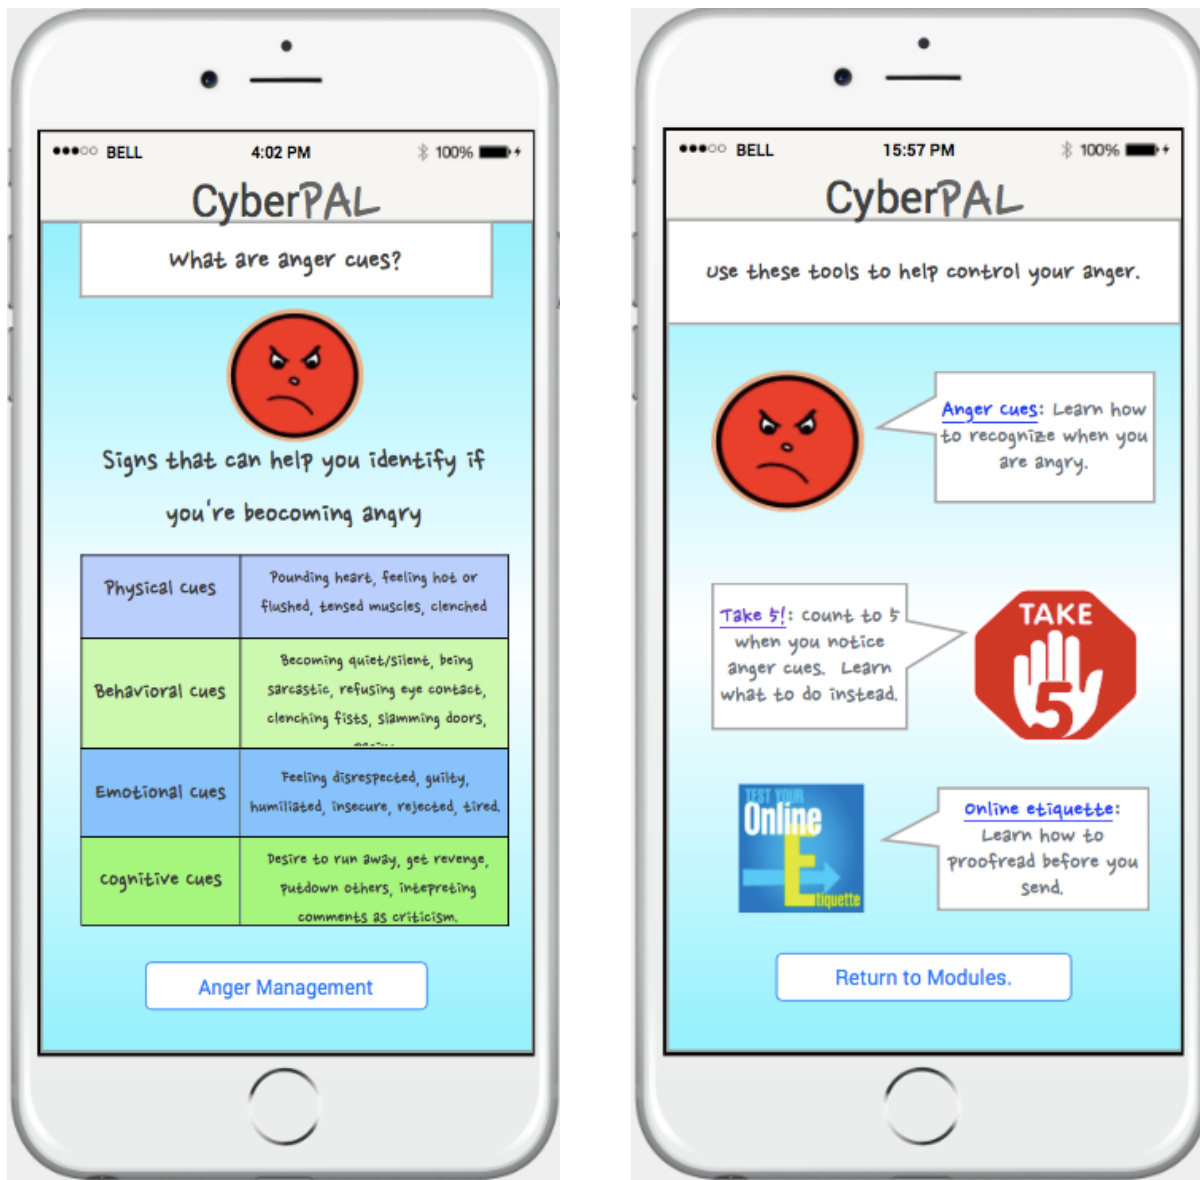 BELL 4:02 PM 100%
CyberPAL
What are anger cues?
Signs that can help you identify if
you're beocoming angry
Physical cues
Pounding heart, feeling hot or
flushed, tensed muscles, clenched
Behavioral cues
Becoming quiet/silent, being
sarcastic, refusing eye contact,
clenching fists, slamming doors,
Emotional cues
Feeling disrespected, guilty,
humiliated, insecure, rejected, tired.
Cognitive cues
Desire to run away, get revenge,
putdown others, intepreting
comments as criticism.
Anger Management
BELL 15:57 PM 100%
CyberPAL
Use these tools to help control your anger.
Anger cues: Learn how
to recognize when you
are angry.
Take 5!: Count to 5
when you notice
anger cues. Learn
what to do instead.
TAKE
5
TEST YOUR
Online
Etiquette
Online etiquette:
Learn how to
proofread before you
send.
Return to Modules.